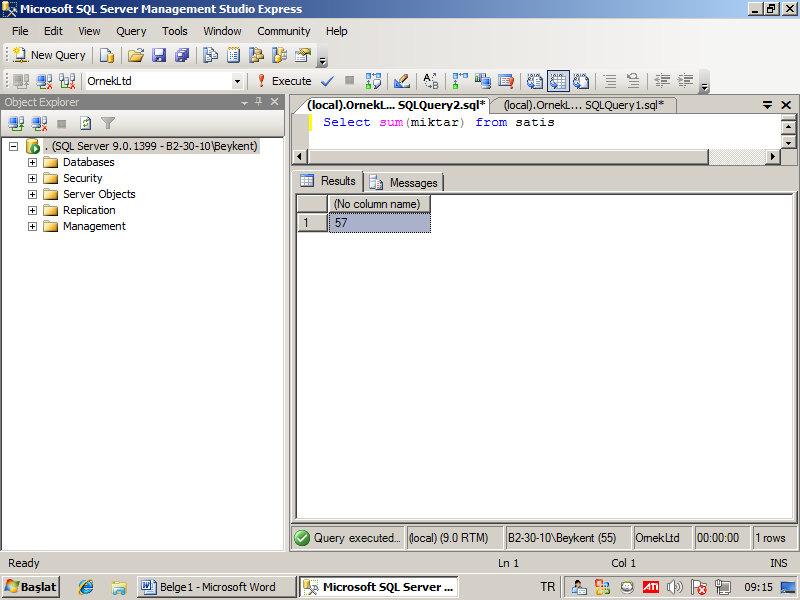 Microsoft SQL Server Management Studio Express
File Edit View Query Tools Window Community Help
New Query
OrnekLtd Execute
Object Explorer
. (SQL Server 9.0.1399 - B2-30-10\Beykent)
Databases
Security
Server Objects
Replication
Management
(local).OrnekL... SQLQuery2.sql* (local).OrnekL... SQLQuery1.sql*
Select sum(miktar) from satis
Results Messages
(No column name)
1 57
Query executed... (local) (9.0 RTM) B2-30-10\Beykent (55) OrnekLtd 00:00:00 1 rows
Ready Ln 1 Col 1 INS
Başlat Belge1 - Microsoft Word Microsoft SQL Server ... TR ATI 09:15